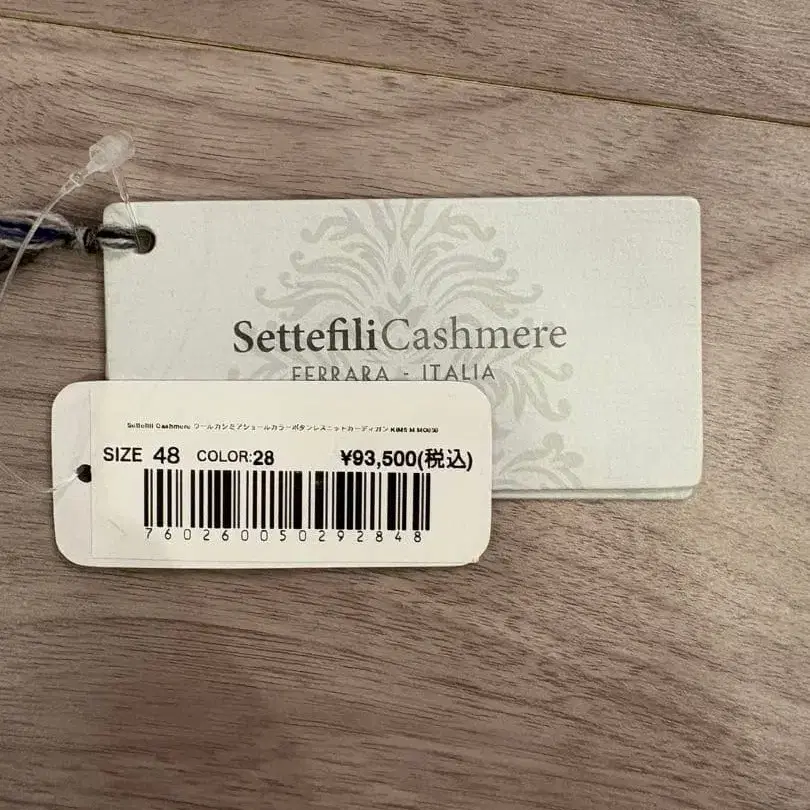 SettefiliCashmere
FERRARA - ITALIA
Settefili Cashmere ウールカシミアショールカラーボタンレスニットカーディガン
SIZE 48 COLOR:28 ¥93,500(税込)
7602600502928 48